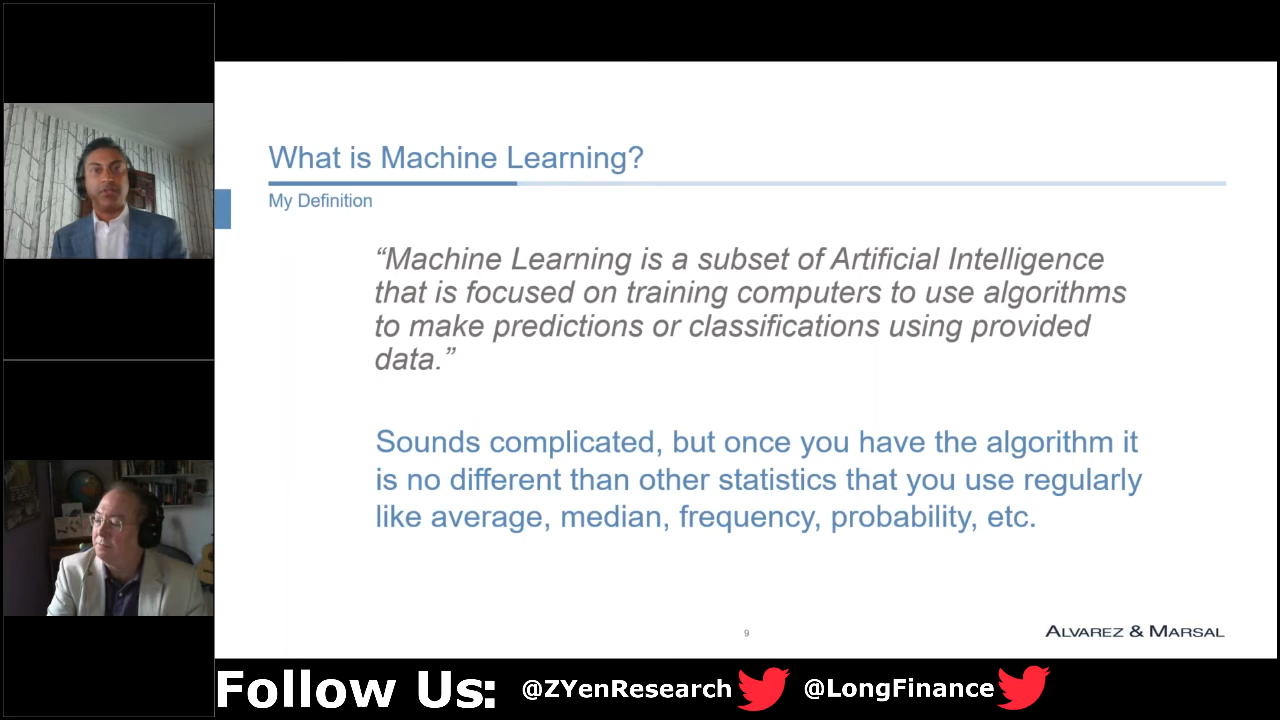 What is Machine Learning?
My Definition
“Machine Learning is a subset of Artificial Intelligence
that is focused on training computers to use algorithms
to make predictions or classifications using provided
data.”
Sounds complicated, but once you have the algorithm it
is no different than other statistics that you use regularly
like average, median, frequency, probability, etc.
9
ALVAREZ & MARSAL
Follow Us: @ZYenResearch @LongFinance